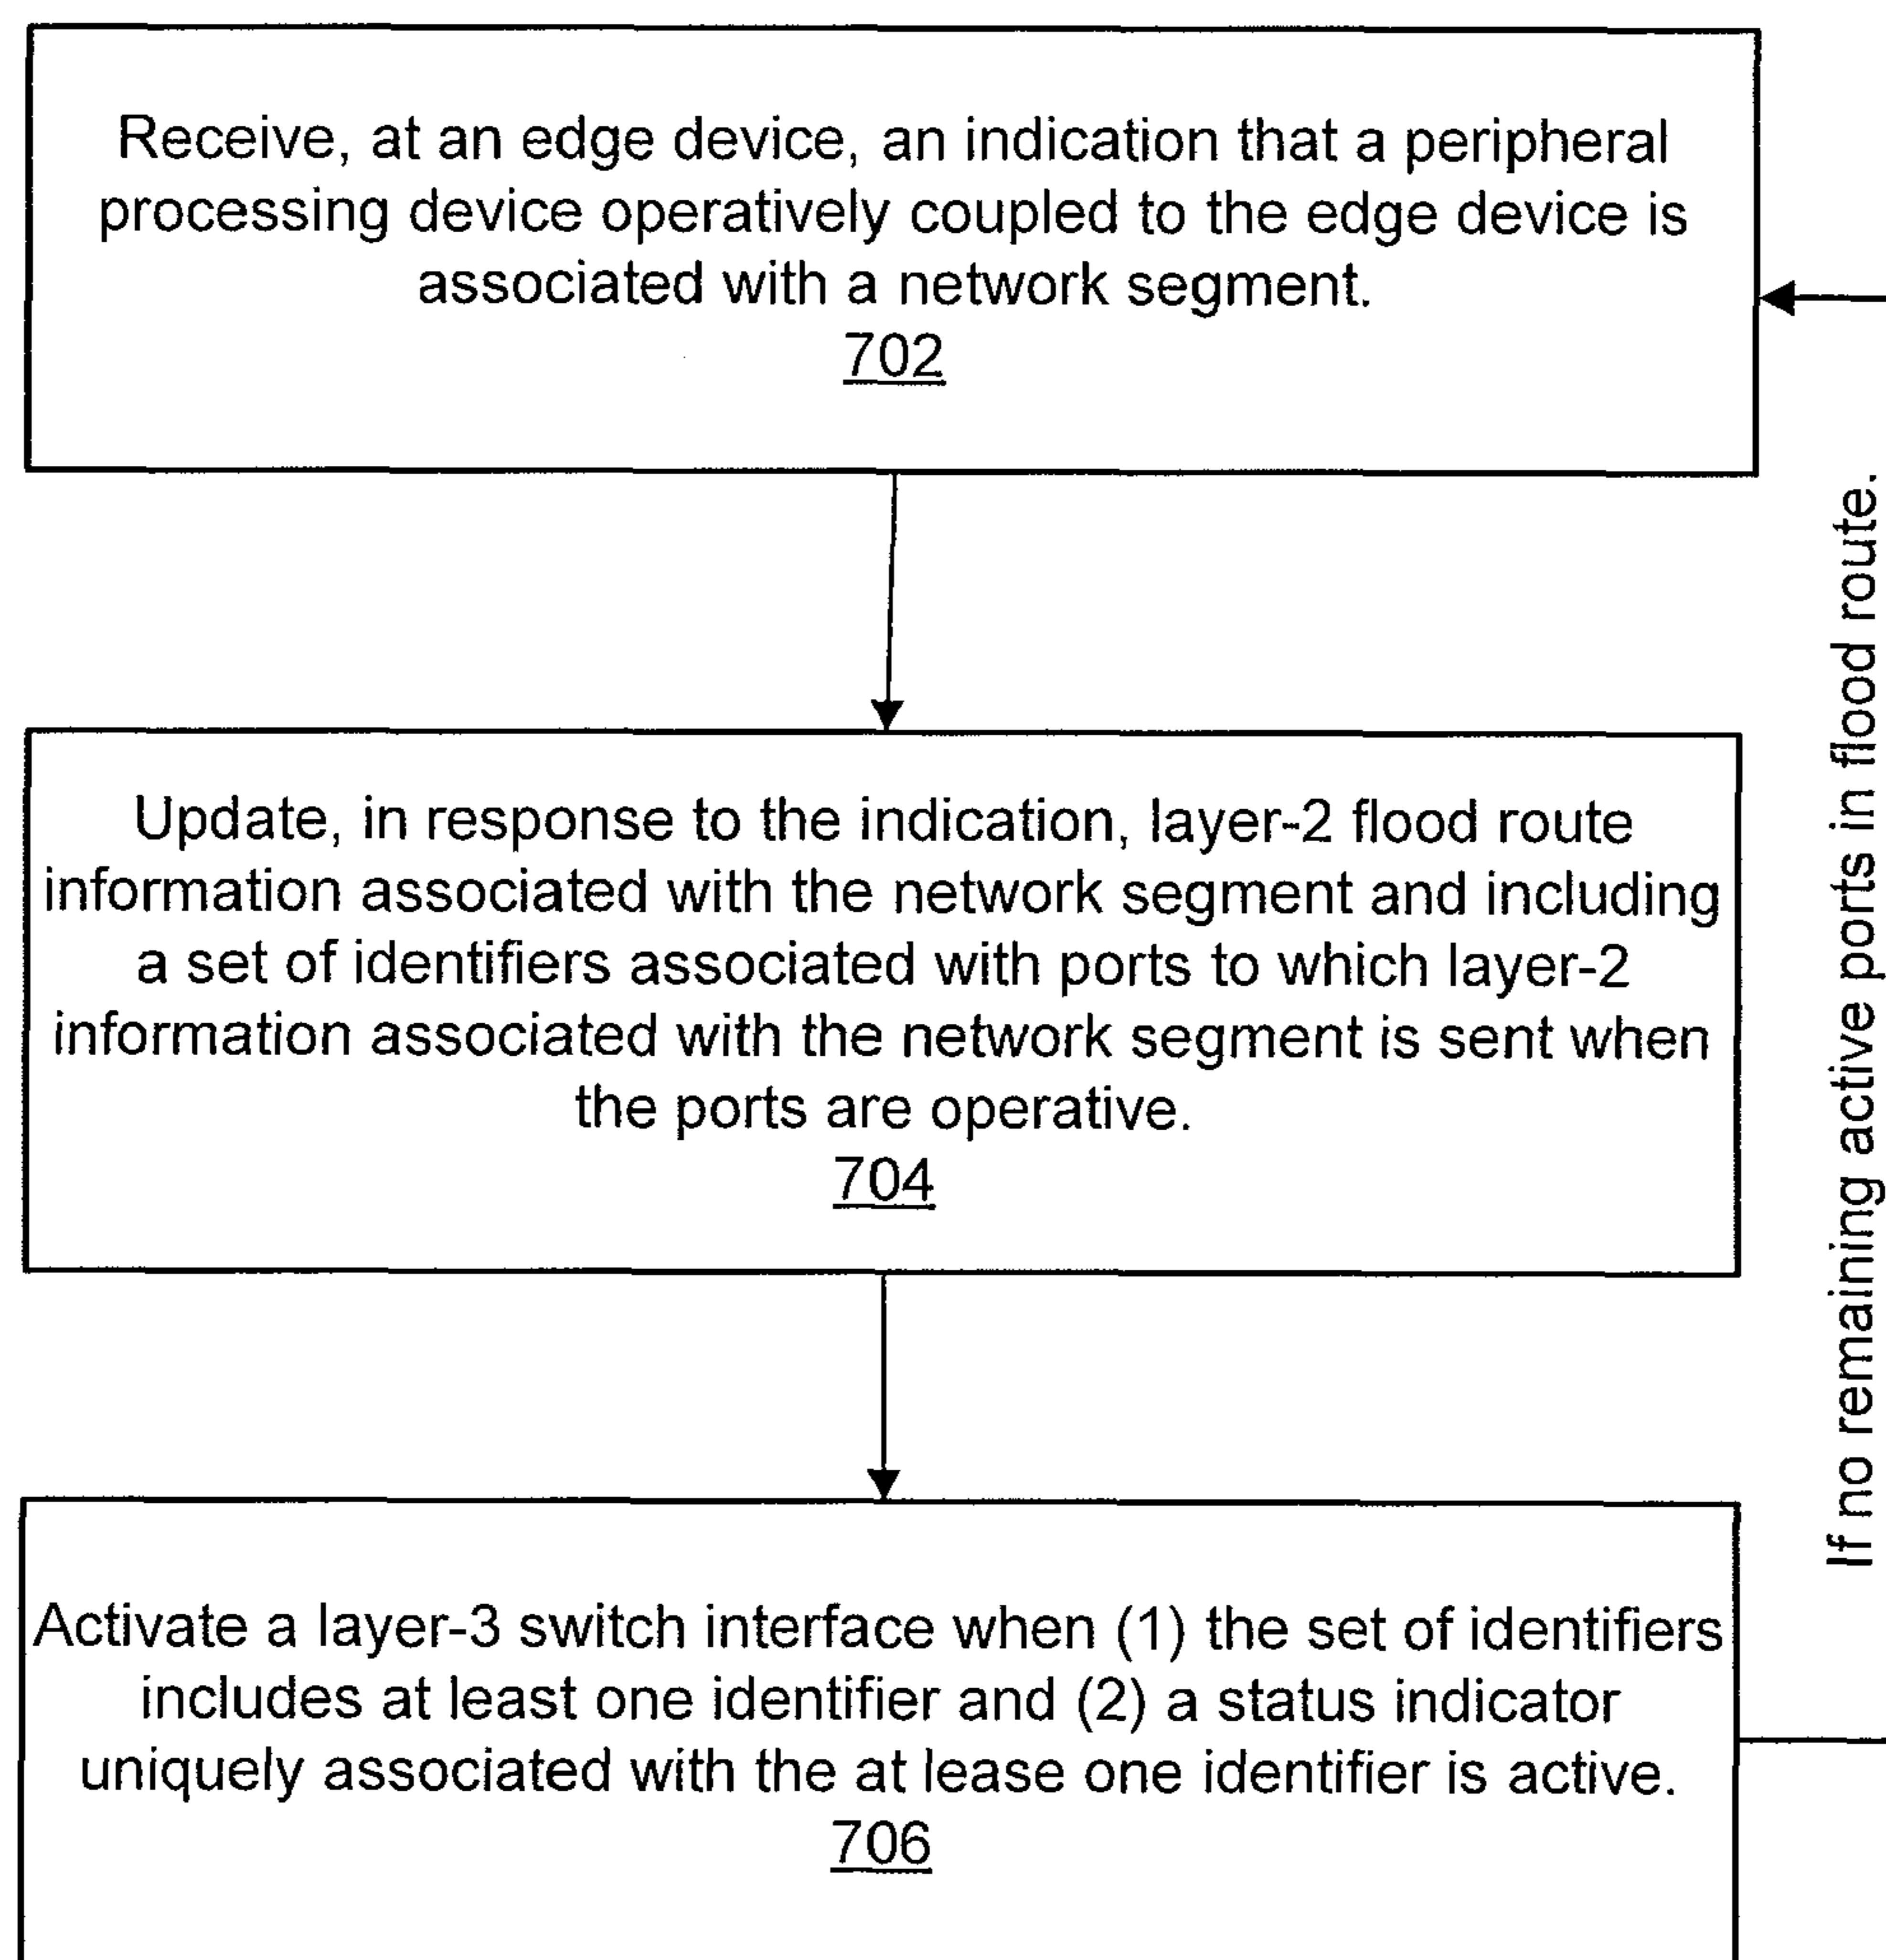 Receive, at an edge device, an indication that a peripheral
processing device operatively coupled to the edge device is
associated with a network segment.
702
Update, in response to the indication, layer-2 flood route
information associated with the network segment and including
a set of identifiers associated with ports to which layer-2
information associated with the network segment is sent when
the ports are operative.
704
Activate a layer-3 switch interface when (1) the set of identifiers
includes at least one identifier and (2) a status indicator
uniquely associated with the at lease one identifier is active.
706
If no remaining active ports in flood route.